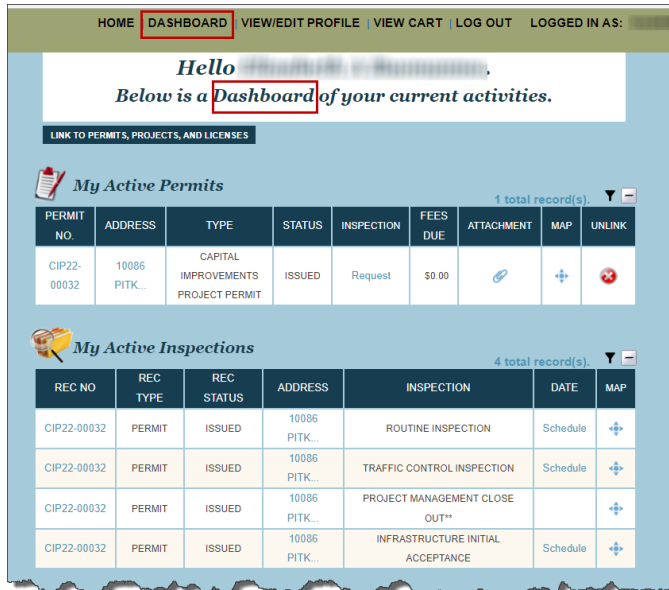 HOME | DASHBOARD | VIEW/EDIT PROFILE | VIEW CART | LOG OUT LOGGED IN AS:
Hello .
Below is a Dashboard of your current activities.
LINK TO PERMITS, PROJECTS, AND LICENSES
My Active Permits
1 total record(s).
PERMIT NO. ADDRESS TYPE STATUS INSPECTION FEES DUE ATTACHMENT MAP UNLINK
CIP22-00032 10086 PITK... CAPITAL IMPROVEMENTS PROJECT PERMIT ISSUED Request $0.00
My Active Inspections
4 total record(s).
REC NO REC TYPE REC STATUS ADDRESS INSPECTION DATE MAP
CIP22-00032 PERMIT ISSUED 10086 PITK... ROUTINE INSPECTION Schedule
CIP22-00032 PERMIT ISSUED 10086 PITK... TRAFFIC CONTROL INSPECTION Schedule
CIP22-00032 PERMIT ISSUED 10086 PITK... PROJECT MANAGEMENT CLOSE OUT**
CIP22-00032 PERMIT ISSUED 10086 PITK... INFRASTRUCTURE INITIAL ACCEPTANCE Schedule